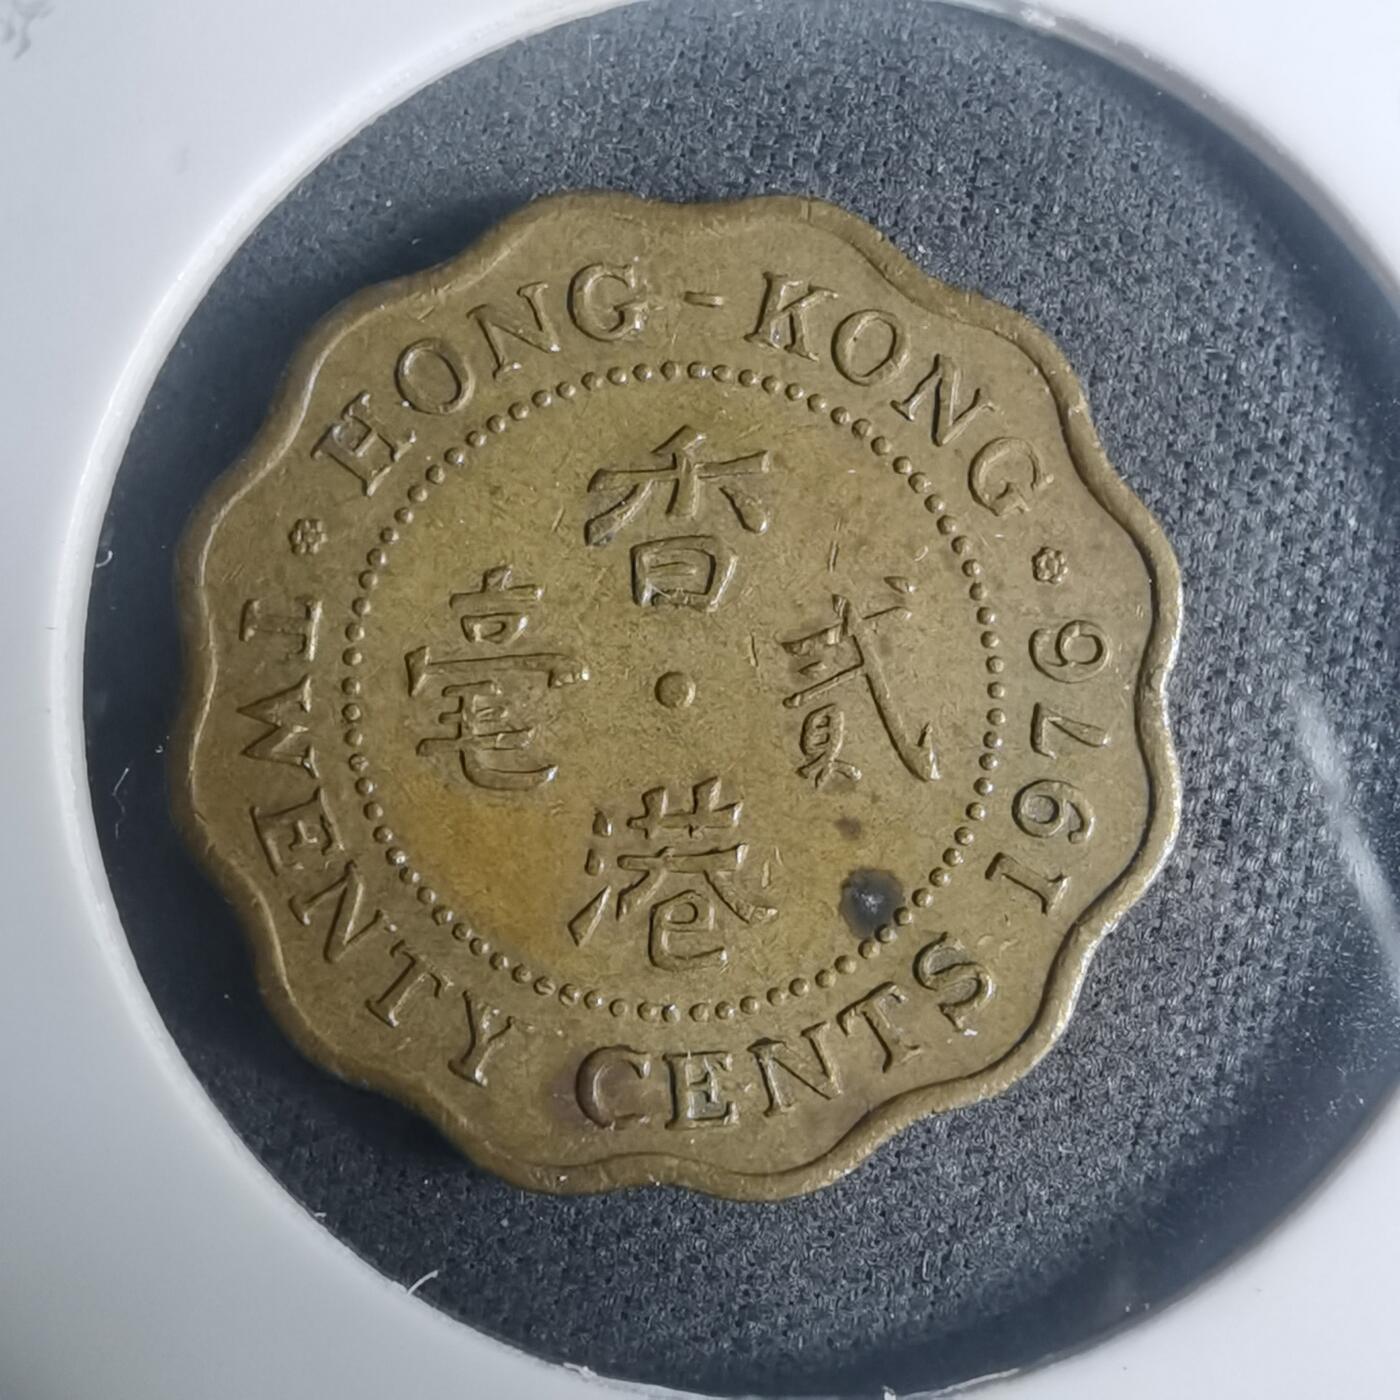 HONG-KONG
香港
貳毫
TWENTY CENTS 1976